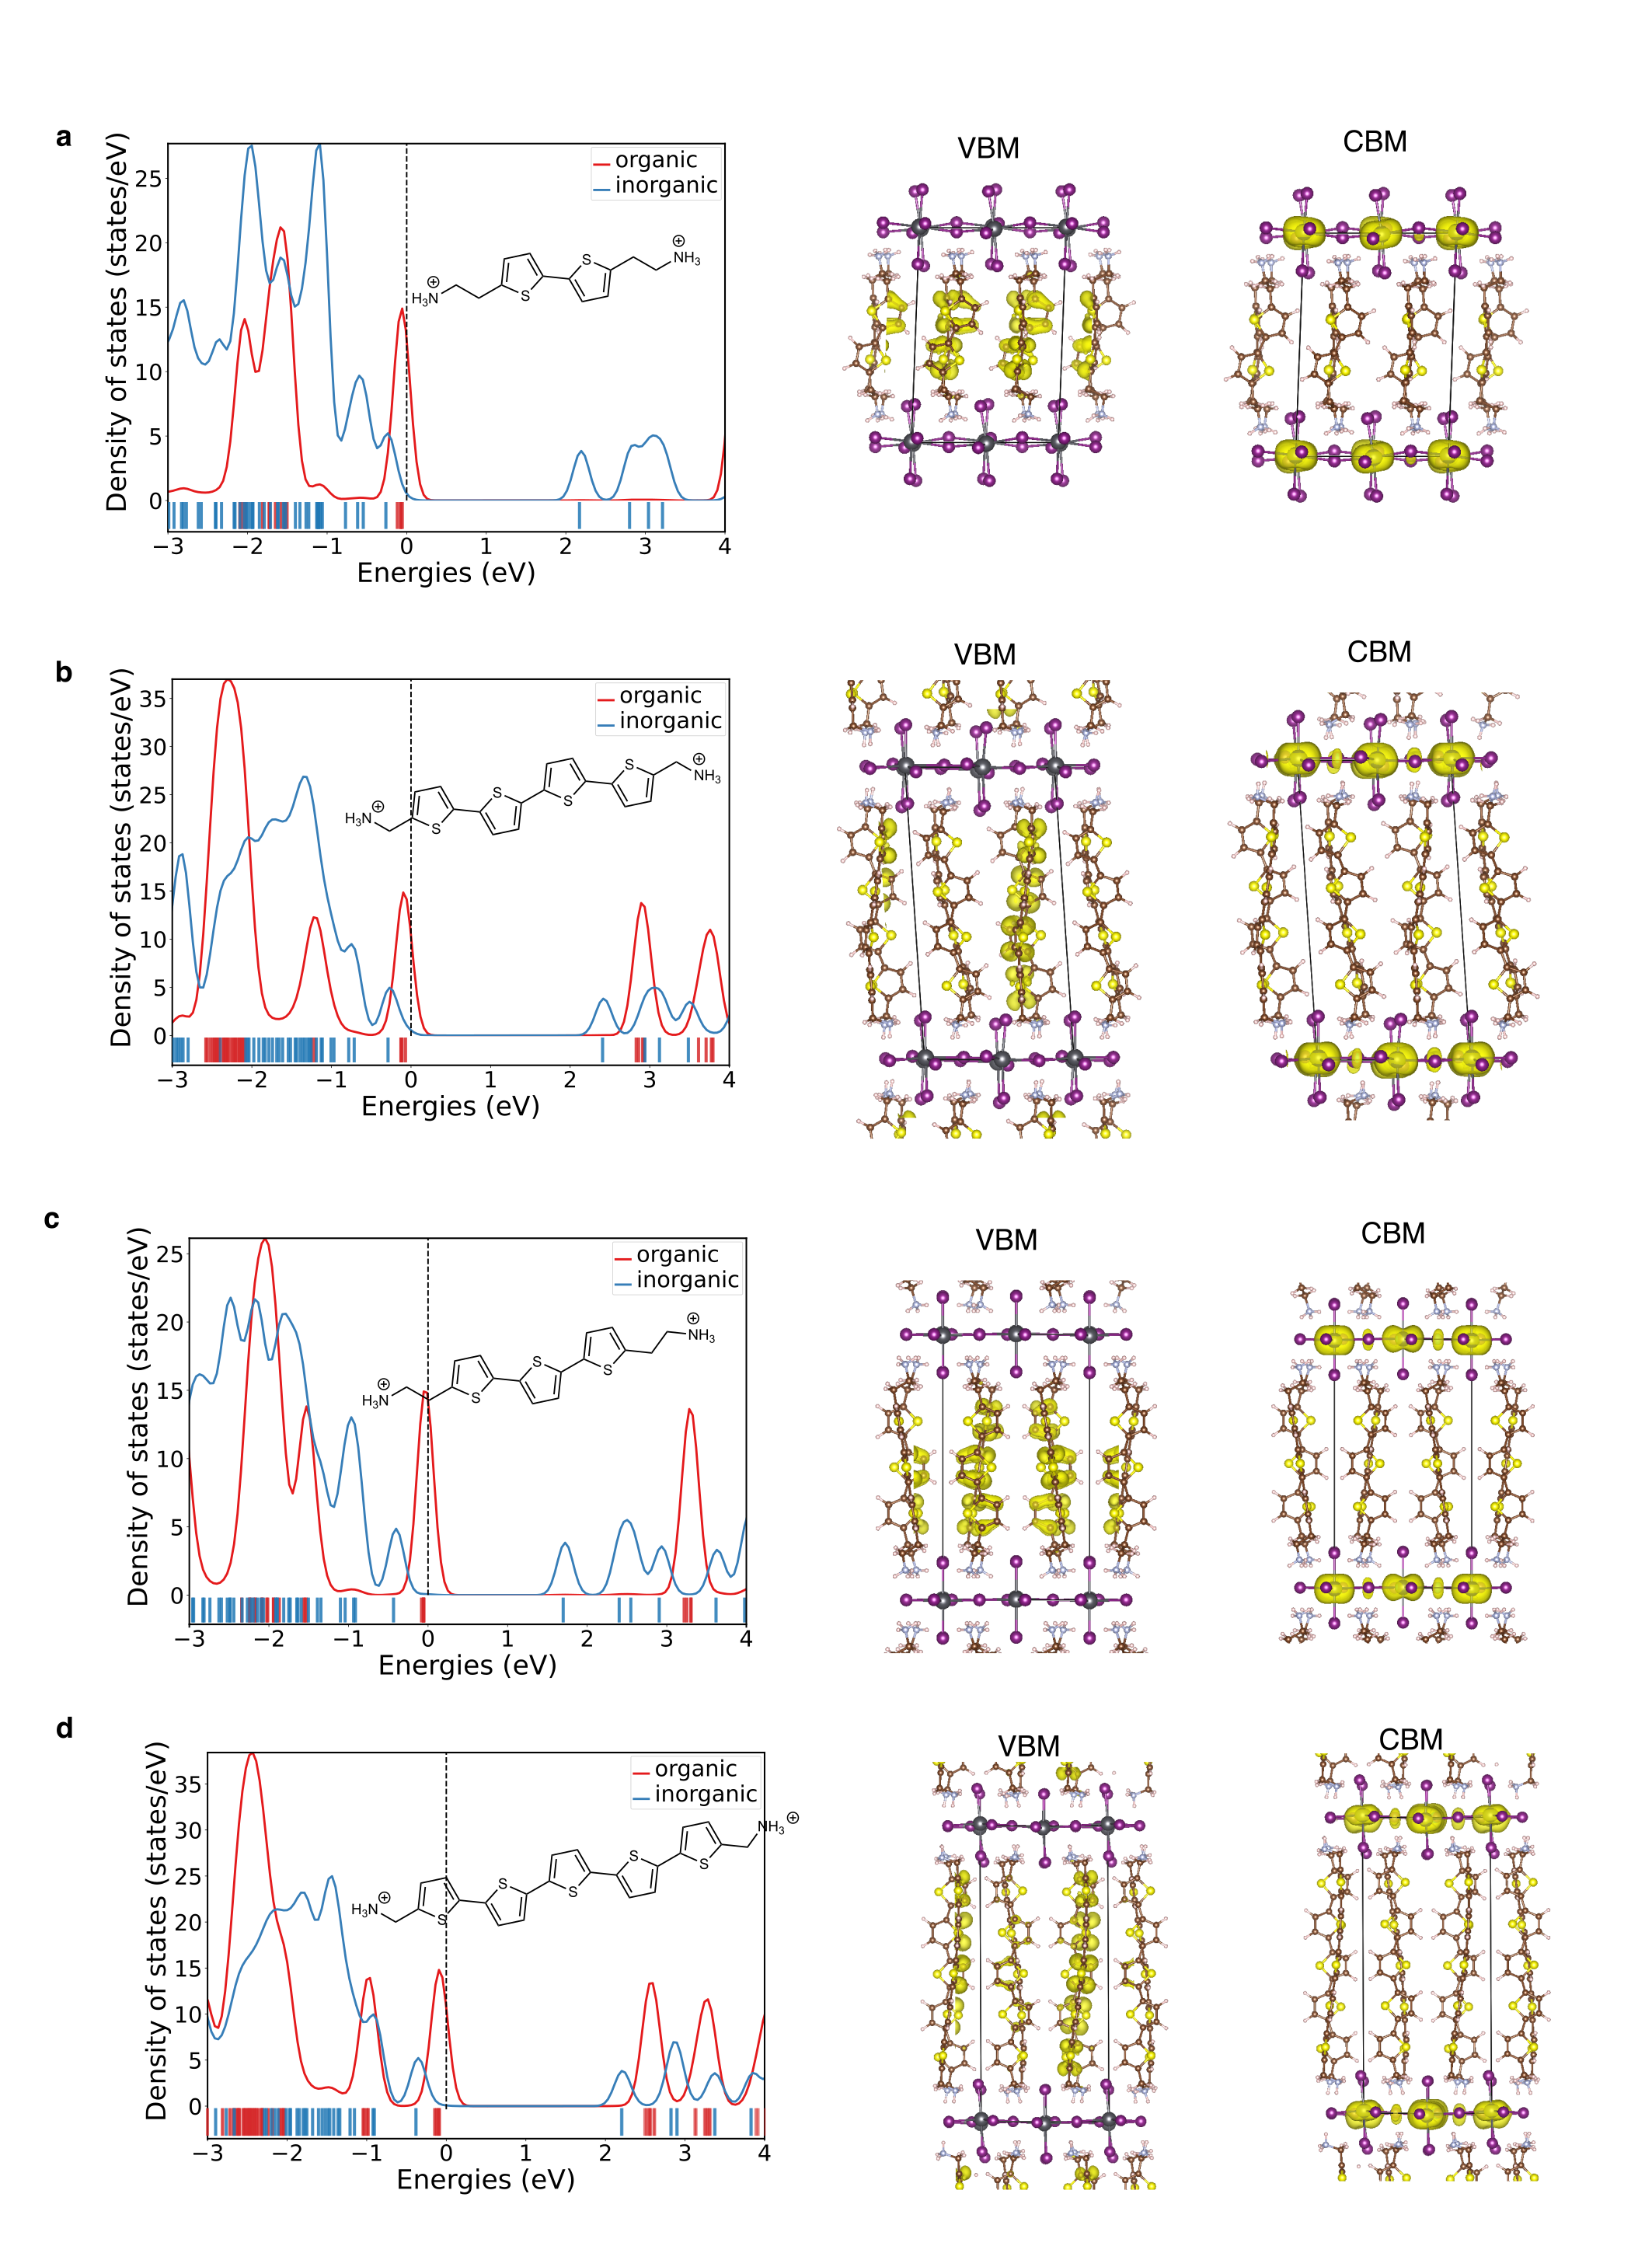 a
Density of states (states/eV)
25
20
15
10
5
0
−3 −2 −1 0 1 2 3 4
Energies (eV)
organic
inorganic
⊕
H3N
S
S
⊕
NH3
VBM
CBM
b
Density of states (states/eV)
35
30
25
20
15
10
5
0
−3 −2 −1 0 1 2 3 4
Energies (eV)
organic
inorganic
⊕
H3N
S
S
S
S
⊕
NH3
VBM
CBM
c
Density of states (states/eV)
25
20
15
10
5
0
−3 −2 −1 0 1 2 3 4
Energies (eV)
organic
inorganic
⊕
H3N
S
S
S
⊕
NH3
VBM
CBM
d
Density of states (states/eV)
35
30
25
20
15
10
5
0
−3 −2 −1 0 1 2 3 4
Energies (eV)
organic
inorganic
⊕
H3N
S
S
S
S
S
NH3 ⊕
VBM
CBM